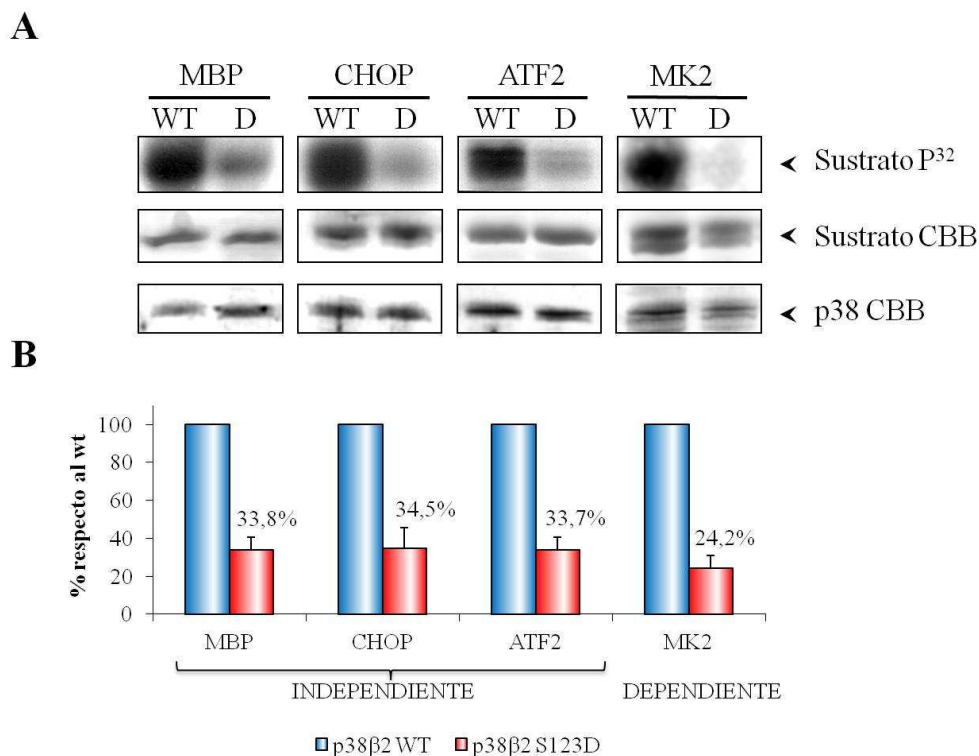 A
MBP CHOP ATF2 MK2
WT D WT D WT D WT D
Sustrato P32
Sustrato CBB
p38 CBB
B
% respecto al wt
100
80
60
40
20
0
33,8%
34,5%
33,7%
24,2%
MBP CHOP ATF2 MK2
INDEPENDIENTE DEPENDIENTE
p38β2 WT p38β2 S123D